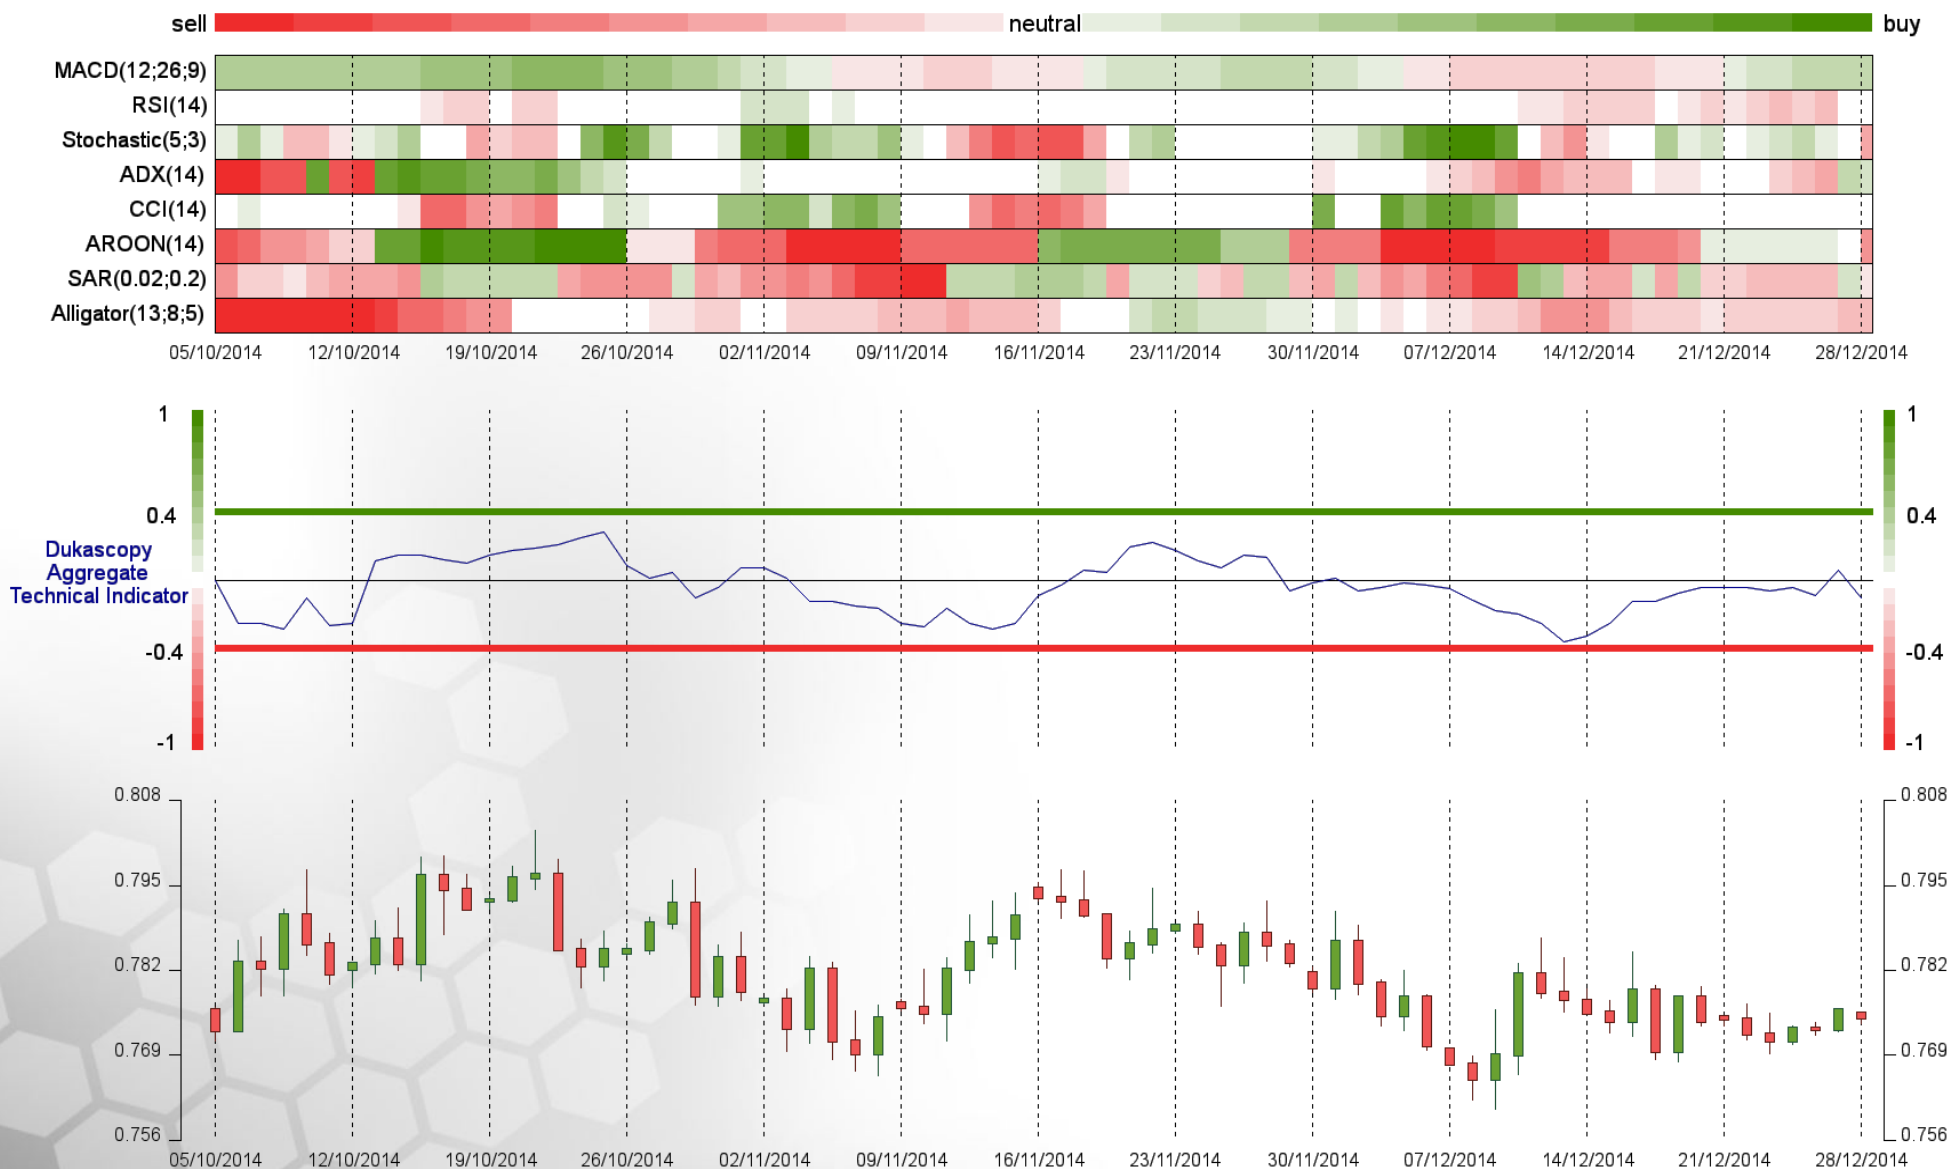 sell neutral buy
MACD(12;26;9)
RSI(14)
Stochastic(5;3)
ADX(14)
CCI(14)
AROON(14)
SAR(0.02;0.2)
Alligator(13;8;5)
05/10/2014 12/10/2014 19/10/2014 26/10/2014 02/11/2014 09/11/2014 16/11/2014 23/11/2014 30/11/2014 07/12/2014 14/12/2014 21/12/2014 28/12/2014
1 1
0.4 0.4
Dukascopy
Aggregate
Technical Indicator
-0.4 -0.4
-1 -1
0.808 0.808
0.795 0.795
0.782 0.782
0.769 0.769
0.756 0.756
05/10/2014 12/10/2014 19/10/2014 26/10/2014 02/11/2014 09/11/2014 16/11/2014 23/11/2014 30/11/2014 07/12/2014 14/12/2014 21/12/2014 28/12/2014